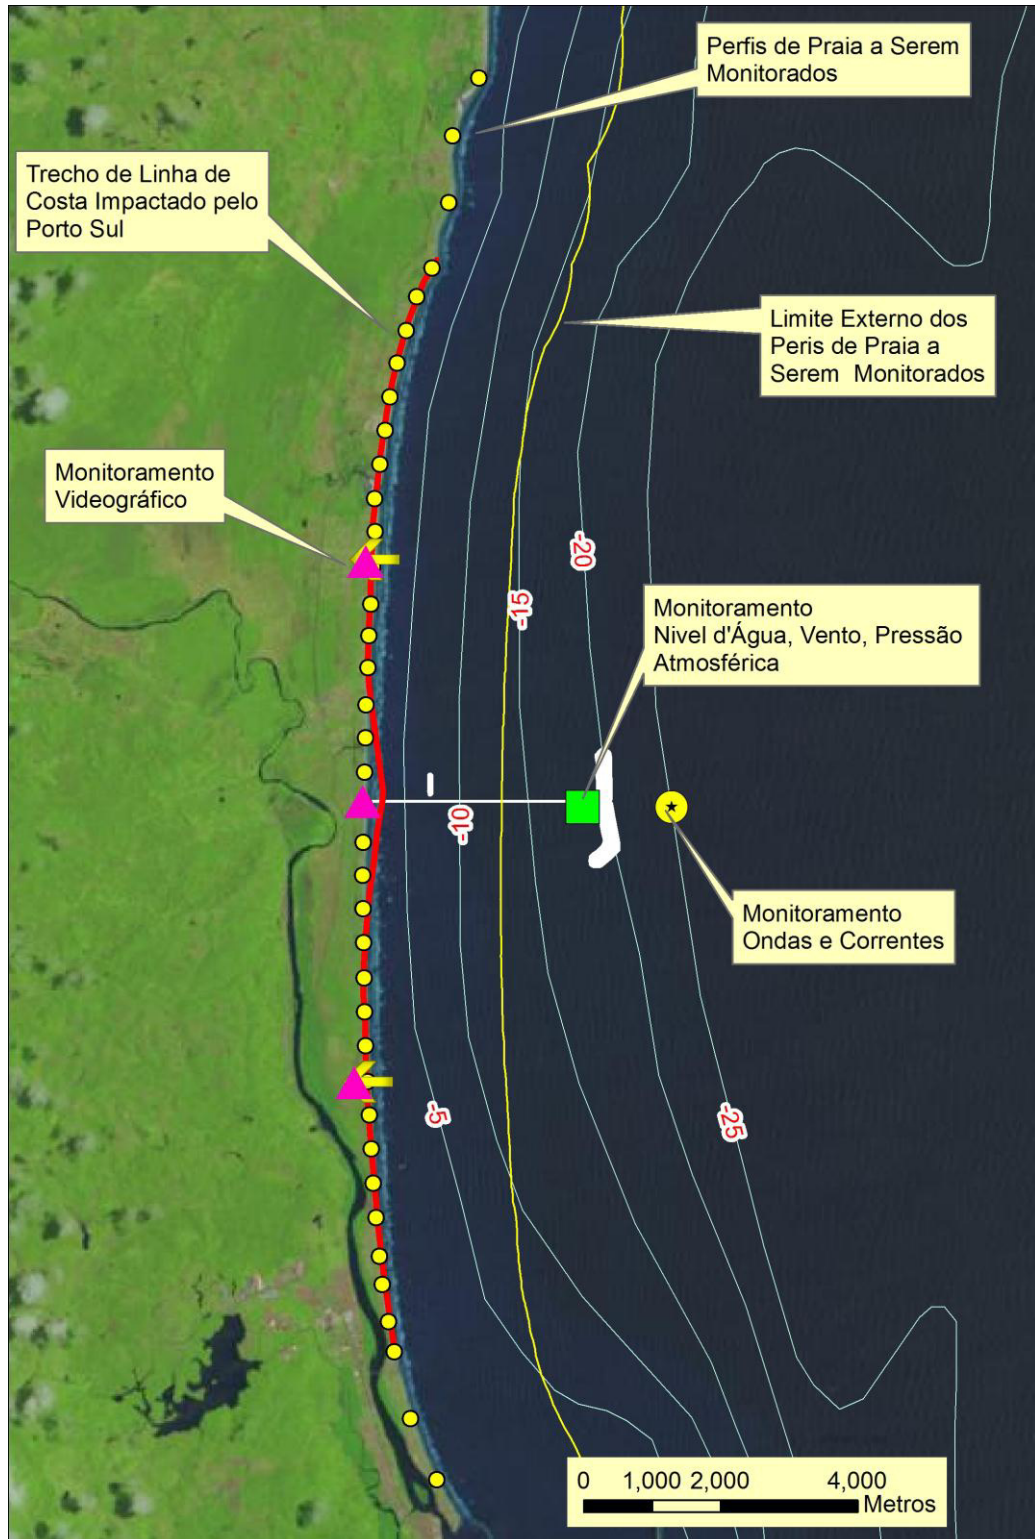 Perfis de Praia a Serem
Monitorados
Trecho de Linha de
Costa Impactado pelo
Porto Sul
Limite Externo dos
Peris de Praia a
Serem Monitorados
Monitoramento
Videográfico
-20
-15
Monitoramento
Nivel d'Água, Vento, Pressão
Atmosférica
-10
Monitoramento
Ondas e Correntes
-5
-25
0 1,000 2,000 4,000
Metros